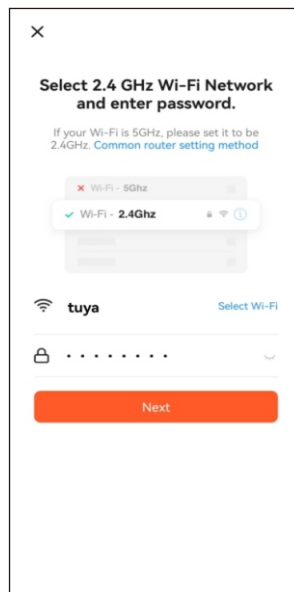 Select 2.4 GHz Wi-Fi Network
and enter password.
If your Wi-Fi is 5GHz, please set it to be
2.4GHz. Common router setting method
Wi-Fi - 5Ghz
Wi-Fi - 2.4Ghz
tuya Select Wi-Fi
Next